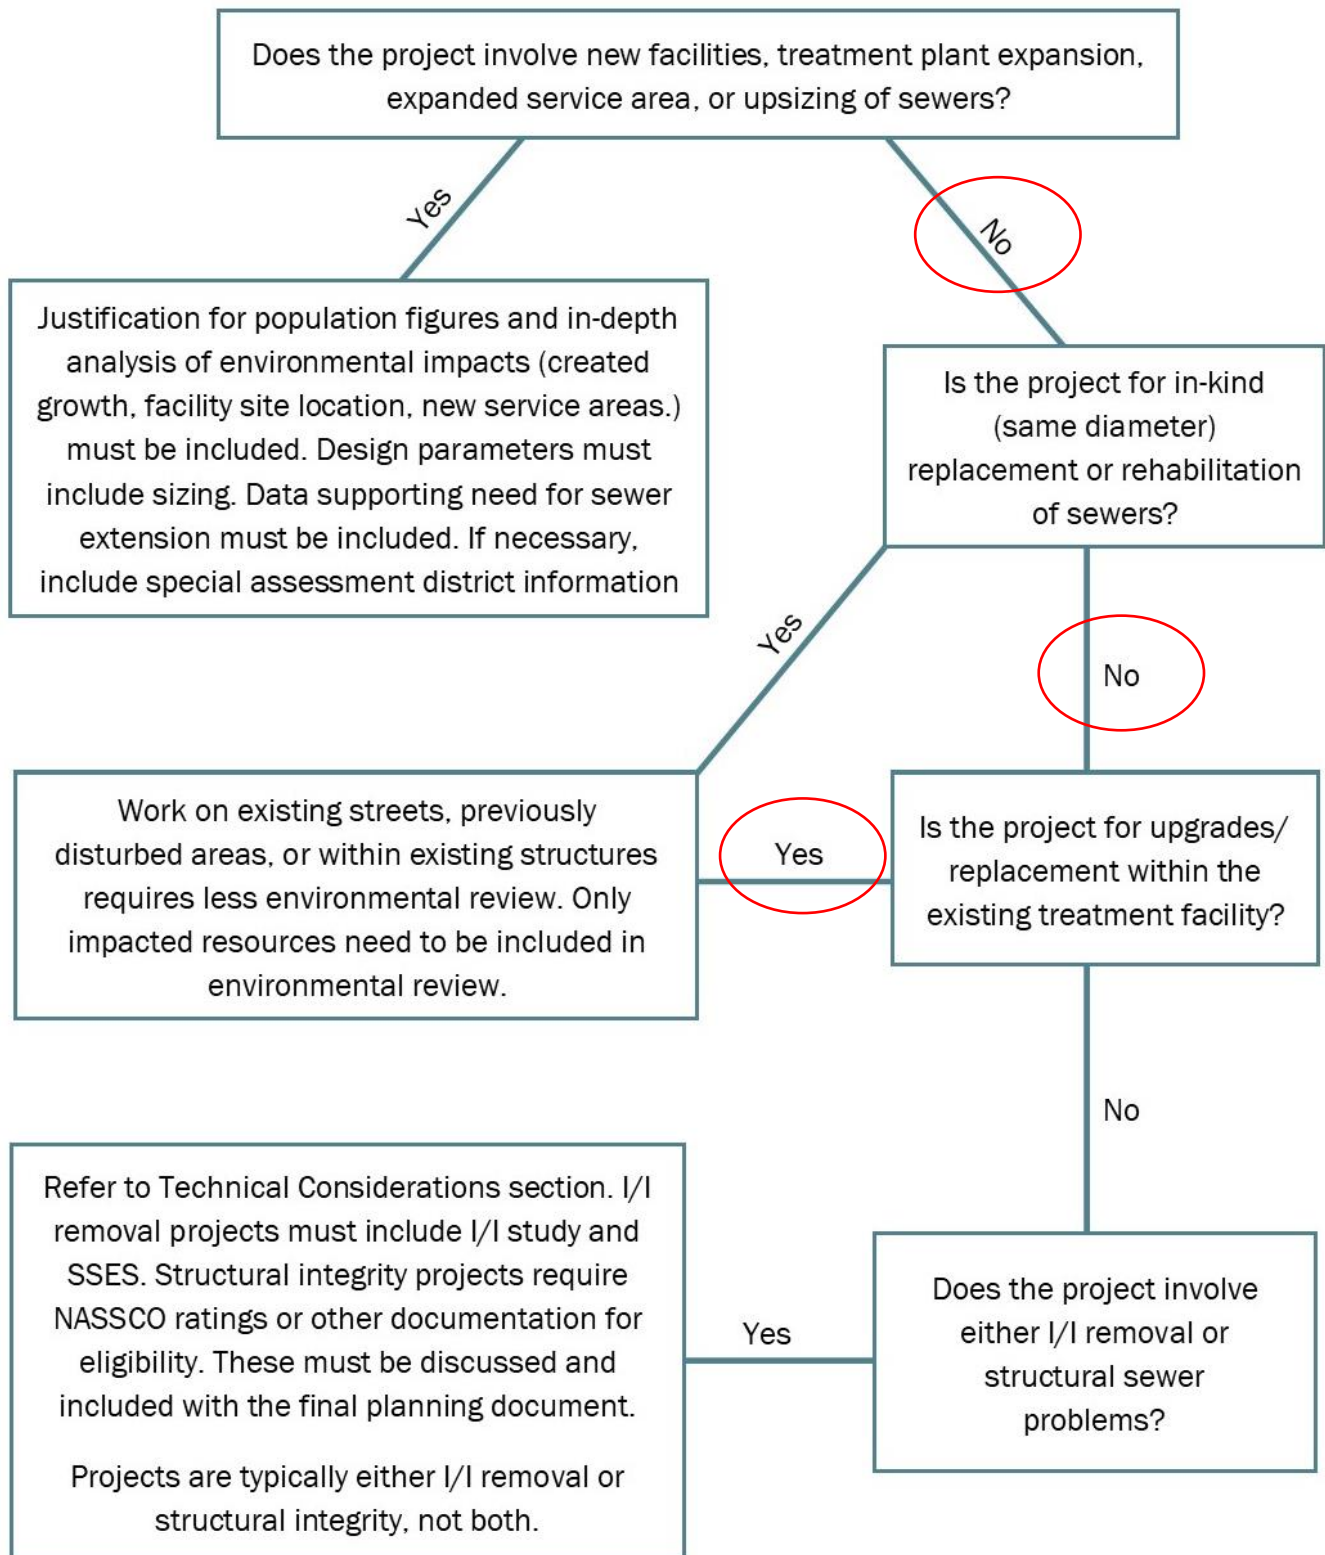 Does the project involve new facilities, treatment plant expansion,
expanded service area, or upsizing of sewers?
Yes
No
Justification for population figures and in-depth
analysis of environmental impacts (created
growth, facility site location, new service areas.)
must be included. Design parameters must
include sizing. Data supporting need for sewer
extension must be included. If necessary,
include special assessment district information
Is the project for in-kind
(same diameter)
replacement or rehabilitation
of sewers?
Yes
No
Work on existing streets, previously
disturbed areas, or within existing structures
requires less environmental review. Only
impacted resources need to be included in
environmental review.
Yes
Is the project for upgrades/
replacement within the
existing treatment facility?
No
Refer to Technical Considerations section. I/I
removal projects must include I/I study and
SSES. Structural integrity projects require
NASSCO ratings or other documentation for
eligibility. These must be discussed and
included with the final planning document.
Projects are typically either I/I removal or
structural integrity, not both.
Yes
Does the project involve
either I/I removal or
structural sewer
problems?